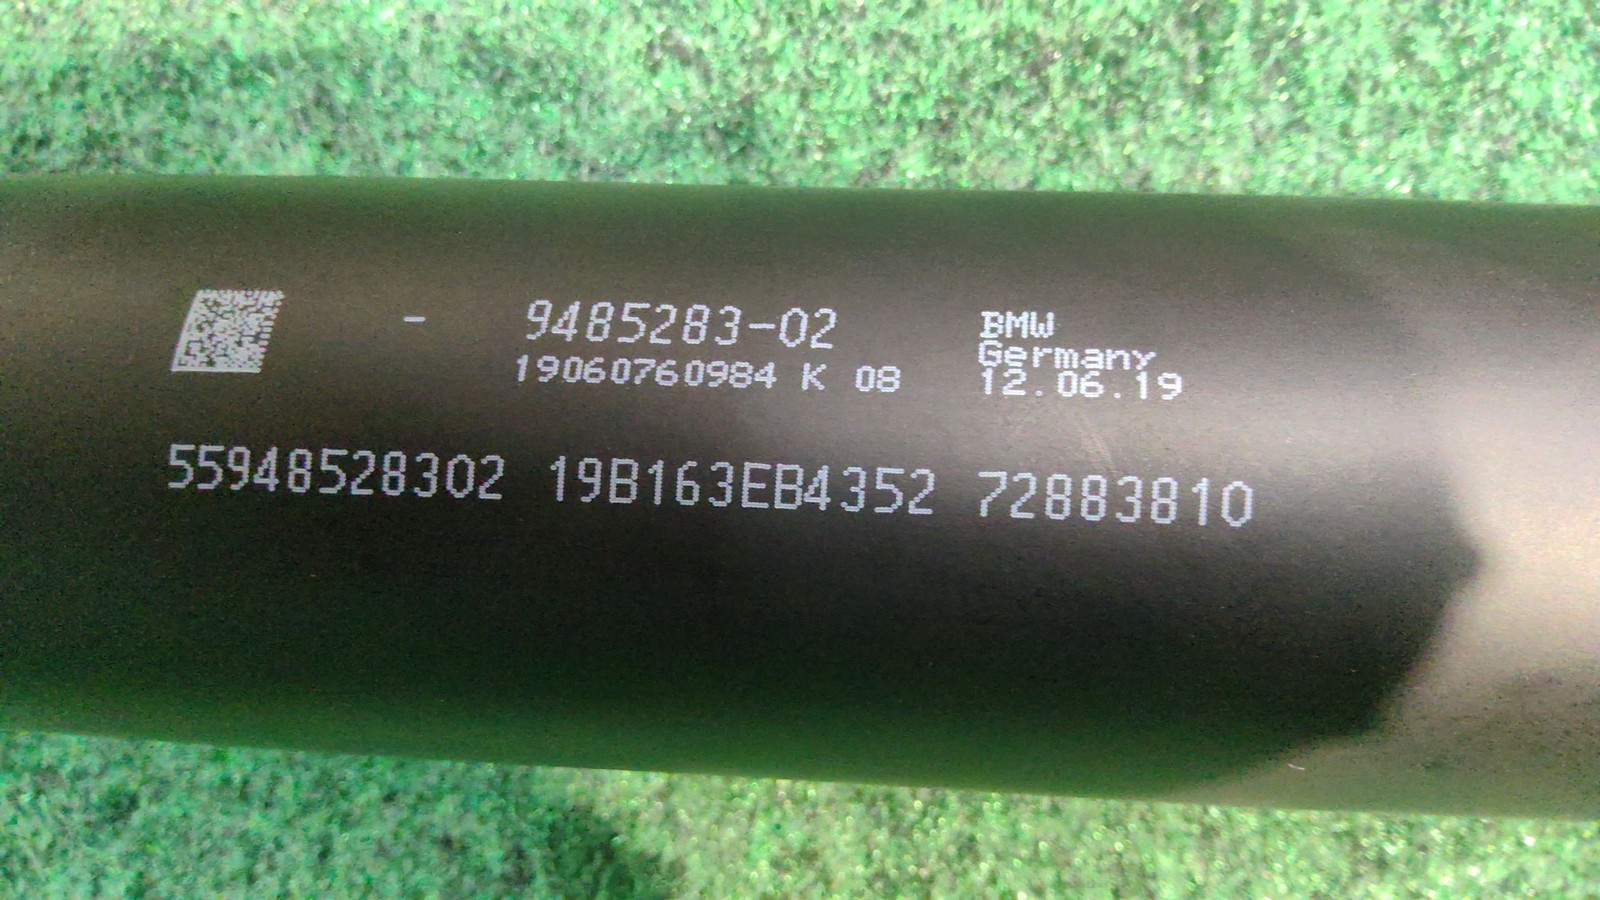 - 9485283-02
19060760984 K 08
BMW
Germany
12.06.19
55948528302 19B163EB4352 72883810